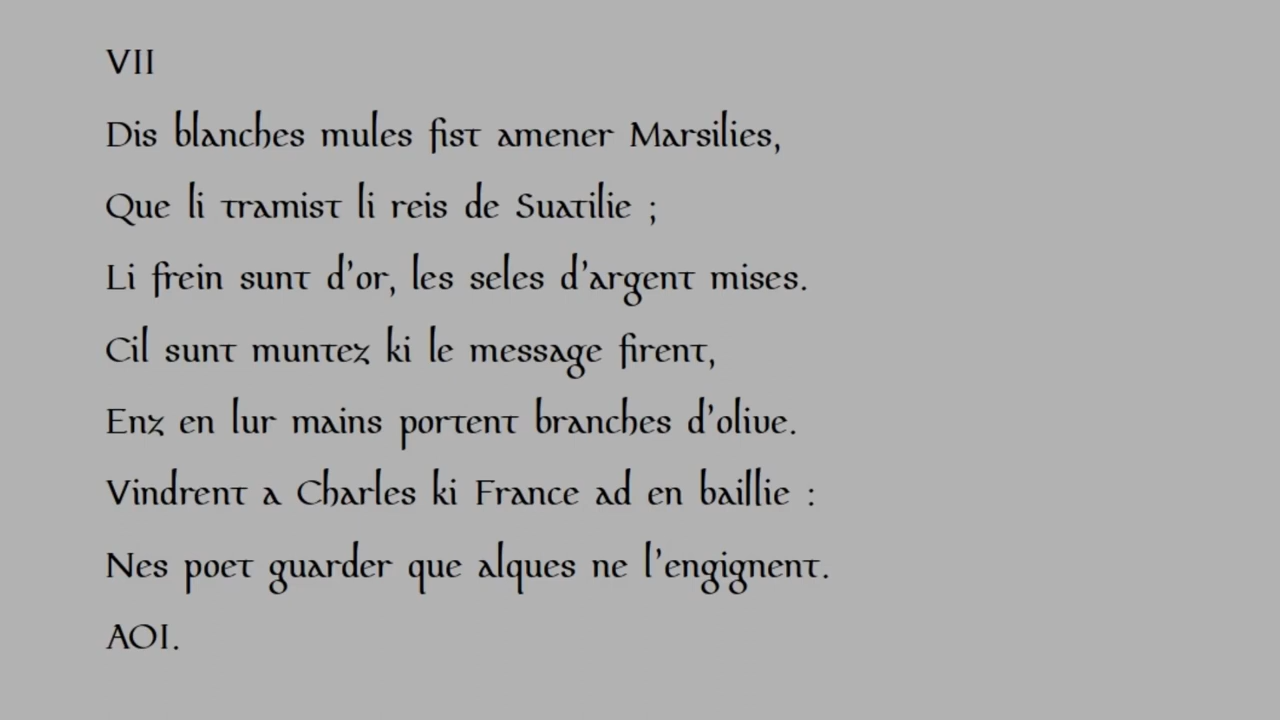 VII
Dis blanches mules fist amener Marsilies,
Que li tramist li reis de Suatilie ;
Li frein sunt d’or, les seles d’argent mises.
Cil sunt muntez ki le message firent,
Enz en lur mains portent branches d’olive.
Vindrent a Charles ki France ad en baillie :
Nes poet guarder que alques ne l’engignent.
AOI.